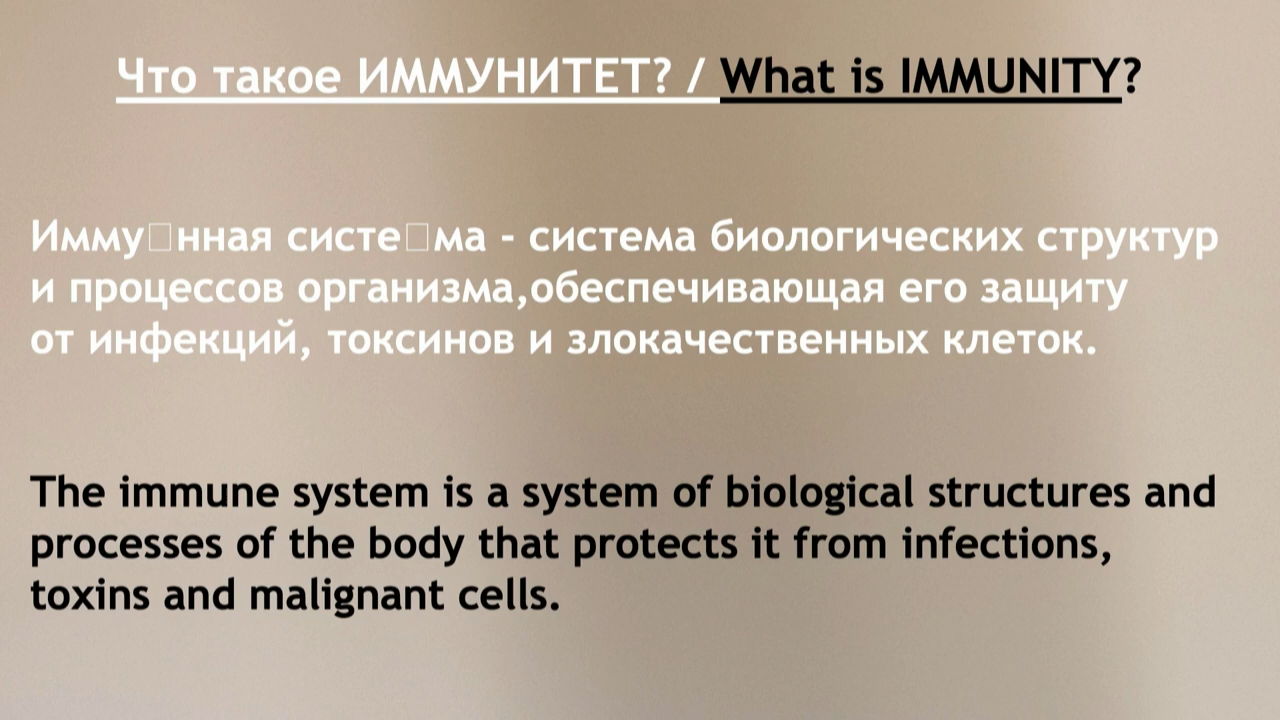 Что такое ИММУНИТЕТ? / What is IMMUNITY?
Имму□нная систе□ма - система биологических структур
и процессов организма,обеспечивающая его защиту
от инфекций, токсинов и злокачественных клеток.
The immune system is a system of biological structures and
processes of the body that protects it from infections,
toxins and malignant cells.